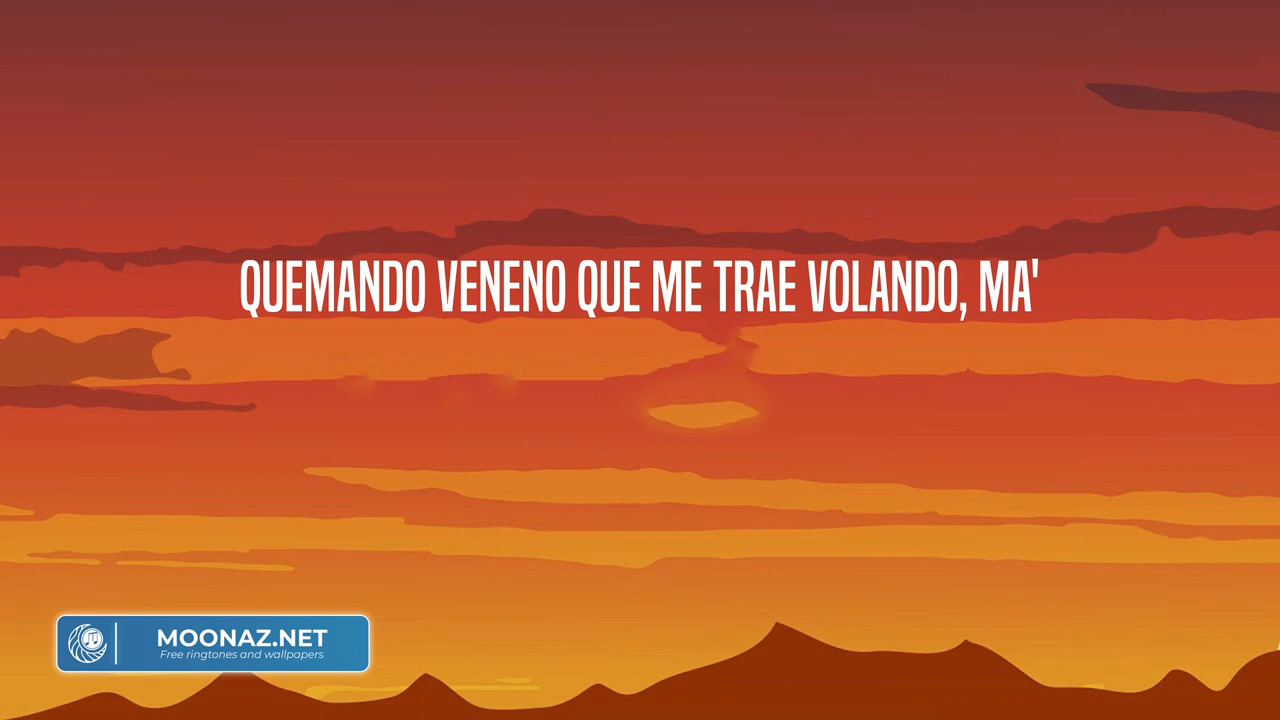 QUEMANDO VENENO QUE ME TRAE VOLANDO, MA'
MOONAZ.NET
Free ringtones and wallpapers